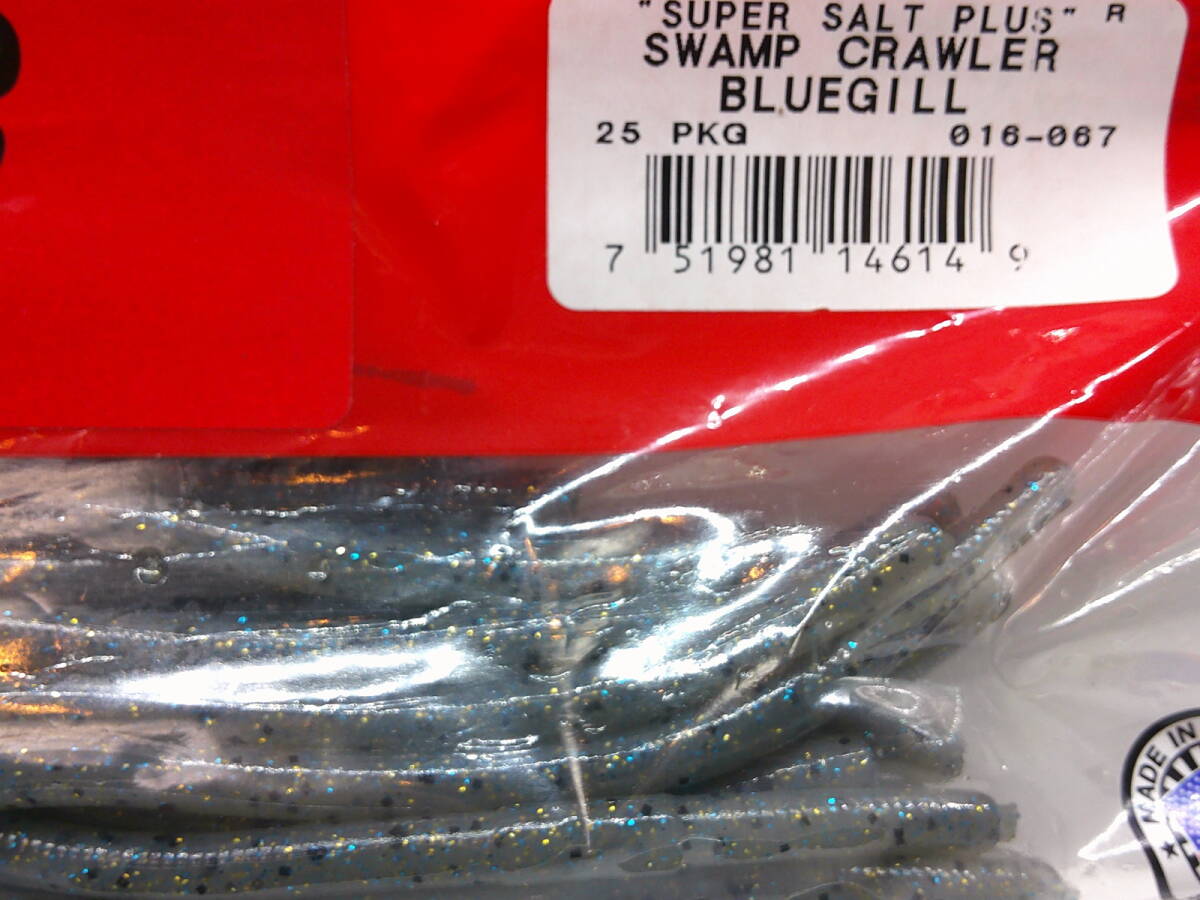 "SUPER SALT PLUS" R
SWAMP CRAWLER
BLUEGILL
25 PKG 016-067
7 51981 14614 9
MADE IN